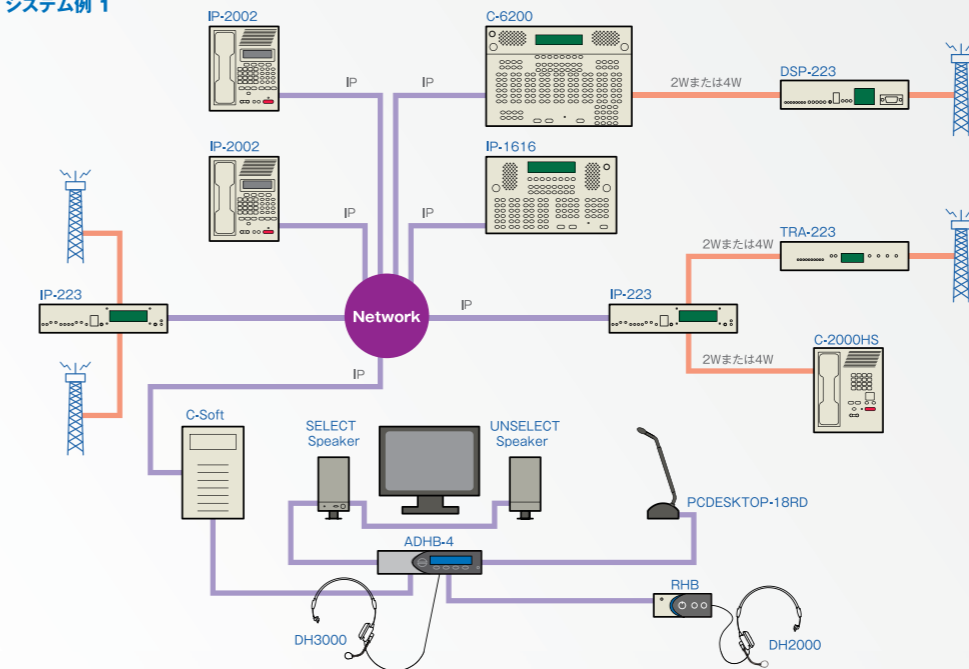 システム例 1
IP-2002
C-6200
IP
IP
2Wまたは4W
DSP-223
IP-2002
IP-1616
IP
IP
2Wまたは4W
TRA-223
IP-223
Network
IP
IP-223
C-2000HS
2Wまたは4W
IP
C-Soft
SELECT
Speaker
UNSELECT
Speaker
PCDESKTOP-18RD
ADHB-4
RHB
DH3000
DH2000